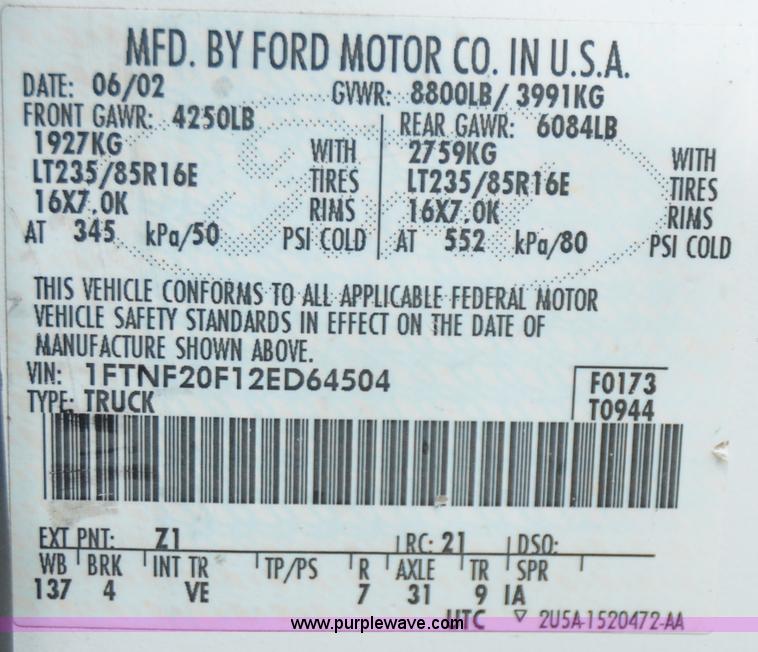 MFD. BY FORD MOTOR CO. IN U.S.A.
DATE: 06/02 GVWR: 8800LB/ 3991KG
FRONT GAWR: 4250LB REAR GAWR: 6084LB
1927KG WITH 2759KG WITH
LT235/85R16E TIRES LT235/85R16E TIRES
16X7.0K RIMS 16X7.0K RIMS
AT 345 kPa/50 PSI COLD AT 552 kPa/80 PSI COLD
THIS VEHICLE CONFORMS TO ALL APPLICABLE FEDERAL MOTOR
VEHICLE SAFETY STANDARDS IN EFFECT ON THE DATE OF
MANUFACTURE SHOWN ABOVE.
VIN: 1FTNF20F12ED64504 F0173
TYPE: TRUCK T0944
EXT PNT: Z1 RC: 21 DSO:
WB BRK INT TR TP/PS R AXLE TR SPR
137 4 VE 7 31 9 IA
UTC ▽ 2U5A-1520472-AA
www.purplewave.com